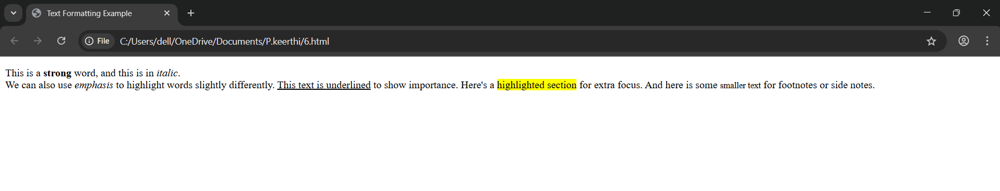 Text Formatting Example
File C:/Users/dell/OneDrive/Documents/P.keerthi/6.html
This is a strong word, and this is in italic.
We can also use emphasis to highlight words slightly differently. This text is underlined to show importance. Here's a highlighted section for extra focus. And here is some smaller text for footnotes or side notes.